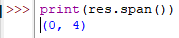 >>> print(res.span())
(0, 4)